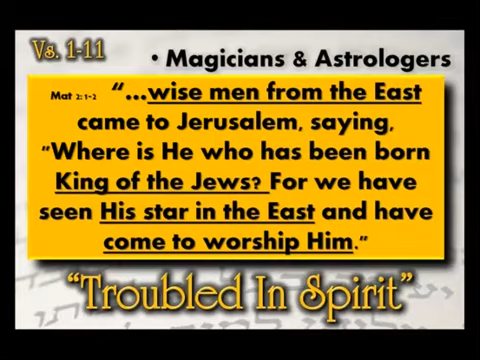 Vs. 1-11
• Magicians & Astrologers
Mat 2:1-2 “...wise men from the East
came to Jerusalem, saying,
“Where is He who has been born
King of the Jews? For we have
seen His star in the East and have
come to worship Him.”
“Troubled In Spirit”